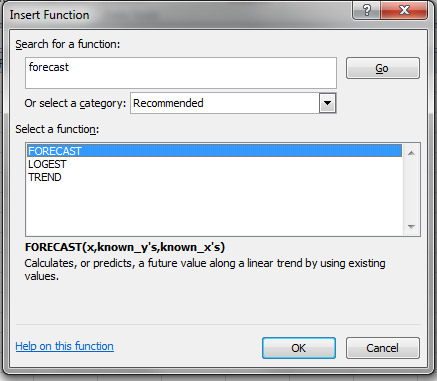 Insert Function
Search for a function:
forecast
Go
Or select a category: Recommended
Select a function:
FORECAST
LOGEST
TREND
FORECAST(x,known_y's,known_x's)
Calculates, or predicts, a future value along a linear trend by using existing
values.
Help on this function
OK
Cancel